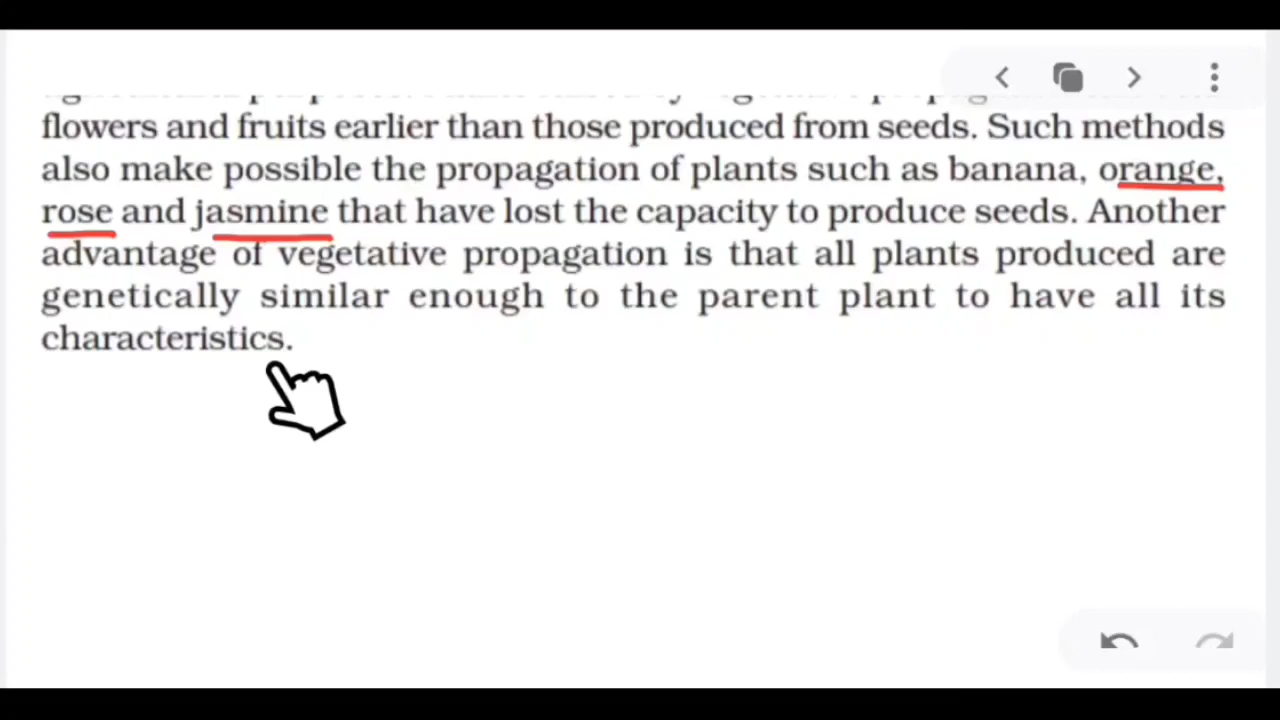 flowers and fruits earlier than those produced from seeds. Such methods
also make possible the propagation of plants such as banana, orange,
rose and jasmine that have lost the capacity to produce seeds. Another
advantage of vegetative propagation is that all plants produced are
genetically similar enough to the parent plant to have all its
characteristics.